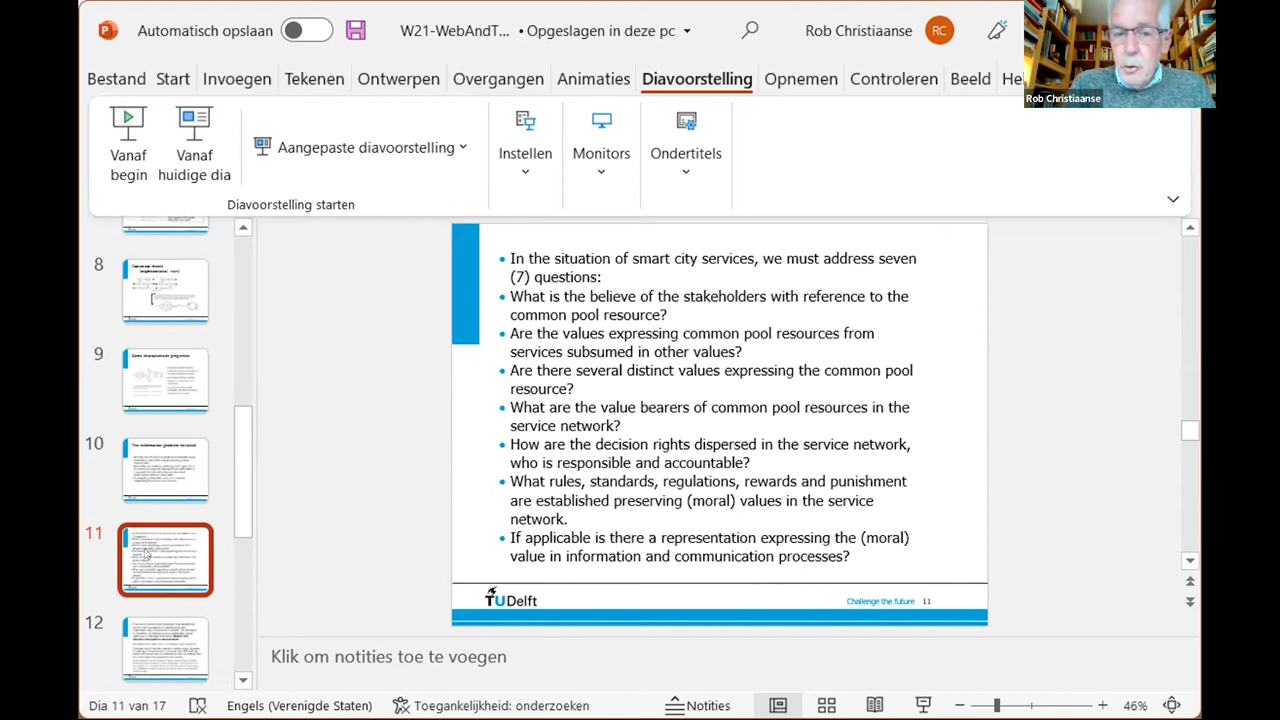 Automatisch opslaan
W21-WebAndT... • Opgeslagen in deze pc
Rob Christiaanse
RC
Bestand Start Invoegen Tekenen Ontwerpen Overgangen Animaties Diavoorstelling Opnemen Controleren Beeld He
Rob Christiaanse
Vanaf begin
Vanaf huidige dia
Aangepaste diavoorstelling
Instellen
Monitors
Ondertitels
Diavoorstelling starten
8
9
Some characteristic properties
10
The information problem revisited
11
12
• In the situation of smart city services, we must address seven
(7) questions:
• What is the believe of the stakeholders with reference to the
common pool resource?
• Are the values expressing common pool resources from
services subsumed in other values?
• Are there several distinct values expressing the common pool
resource?
• What are the value bearers of common pool resources in the
service network?
• How are the decision rights dispersed in the service network,
who is responsible and accountable?
• What rules, standards, regulations, rewards and punishment
are established preserving (moral) values in the service
network.
• If applicable is there a representation expressing the (moral)
value in information and communication processes?
TUDelft
Challenge the future 11
Klik om notities toe te voegen
Dia 11 van 17
Engels (Verenigde Staten)
Toegankelijkheid: onderzoeken
Notities
46%